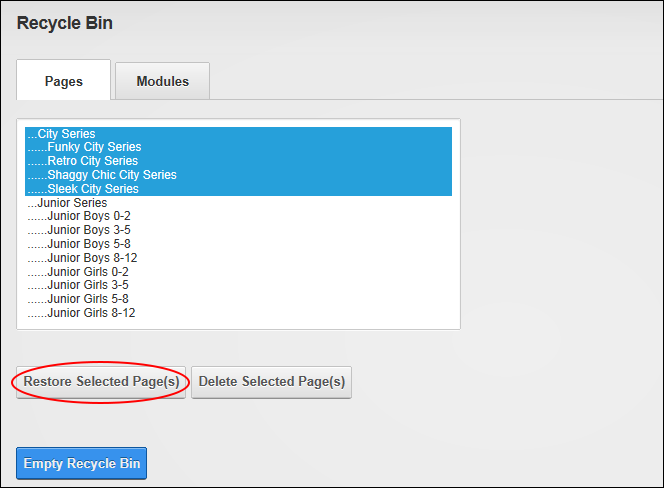 Recycle Bin
Pages Modules
...City Series
......Funky City Series
......Retro City Series
......Shaggy Chic City Series
......Sleek City Series
...Junior Series
......Junior Boys 0-2
......Junior Boys 3-5
......Junior Boys 5-8
......Junior Boys 8-12
......Junior Girls 0-2
......Junior Girls 3-5
......Junior Girls 5-8
......Junior Girls 8-12
Restore Selected Page(s) Delete Selected Page(s)
Empty Recycle Bin